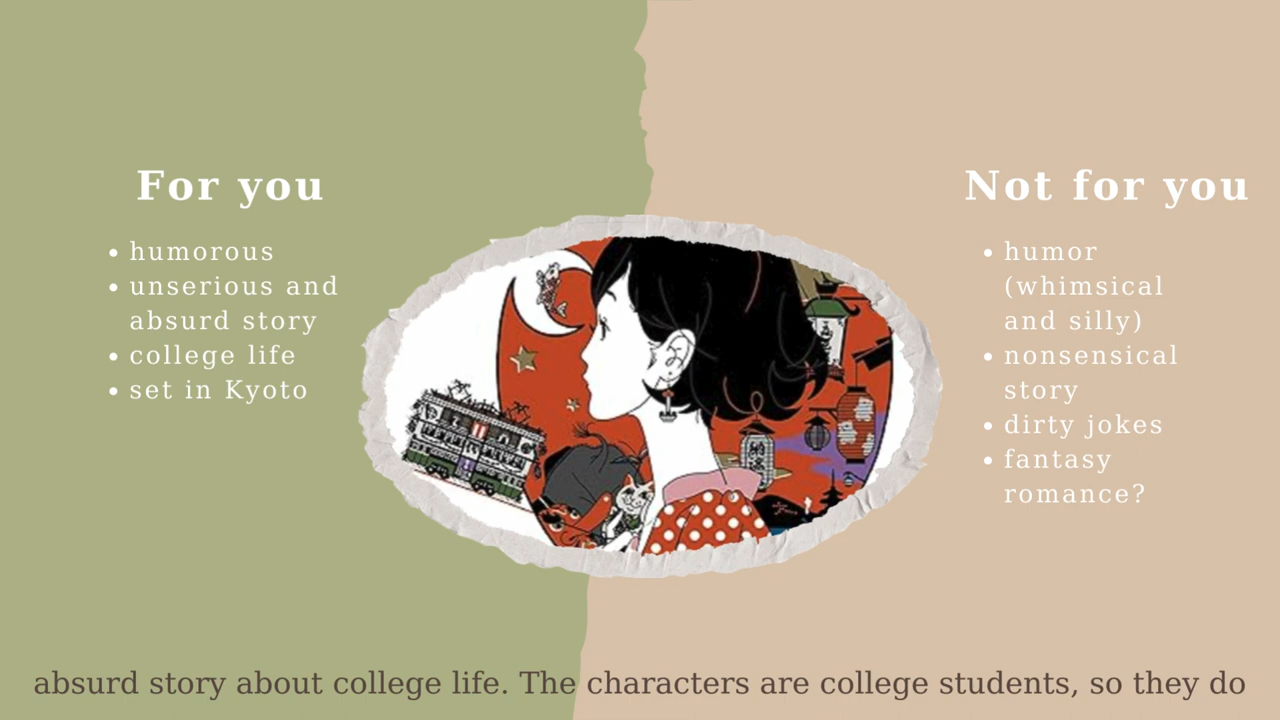 For you
humorous
unserious and
absurd story
college life
set in Kyoto
Not for you
humor
(whimsical
and silly)
nonsensical
story
dirty jokes
fantasy
romance?
absurd story about college life. The characters are college students, so they do